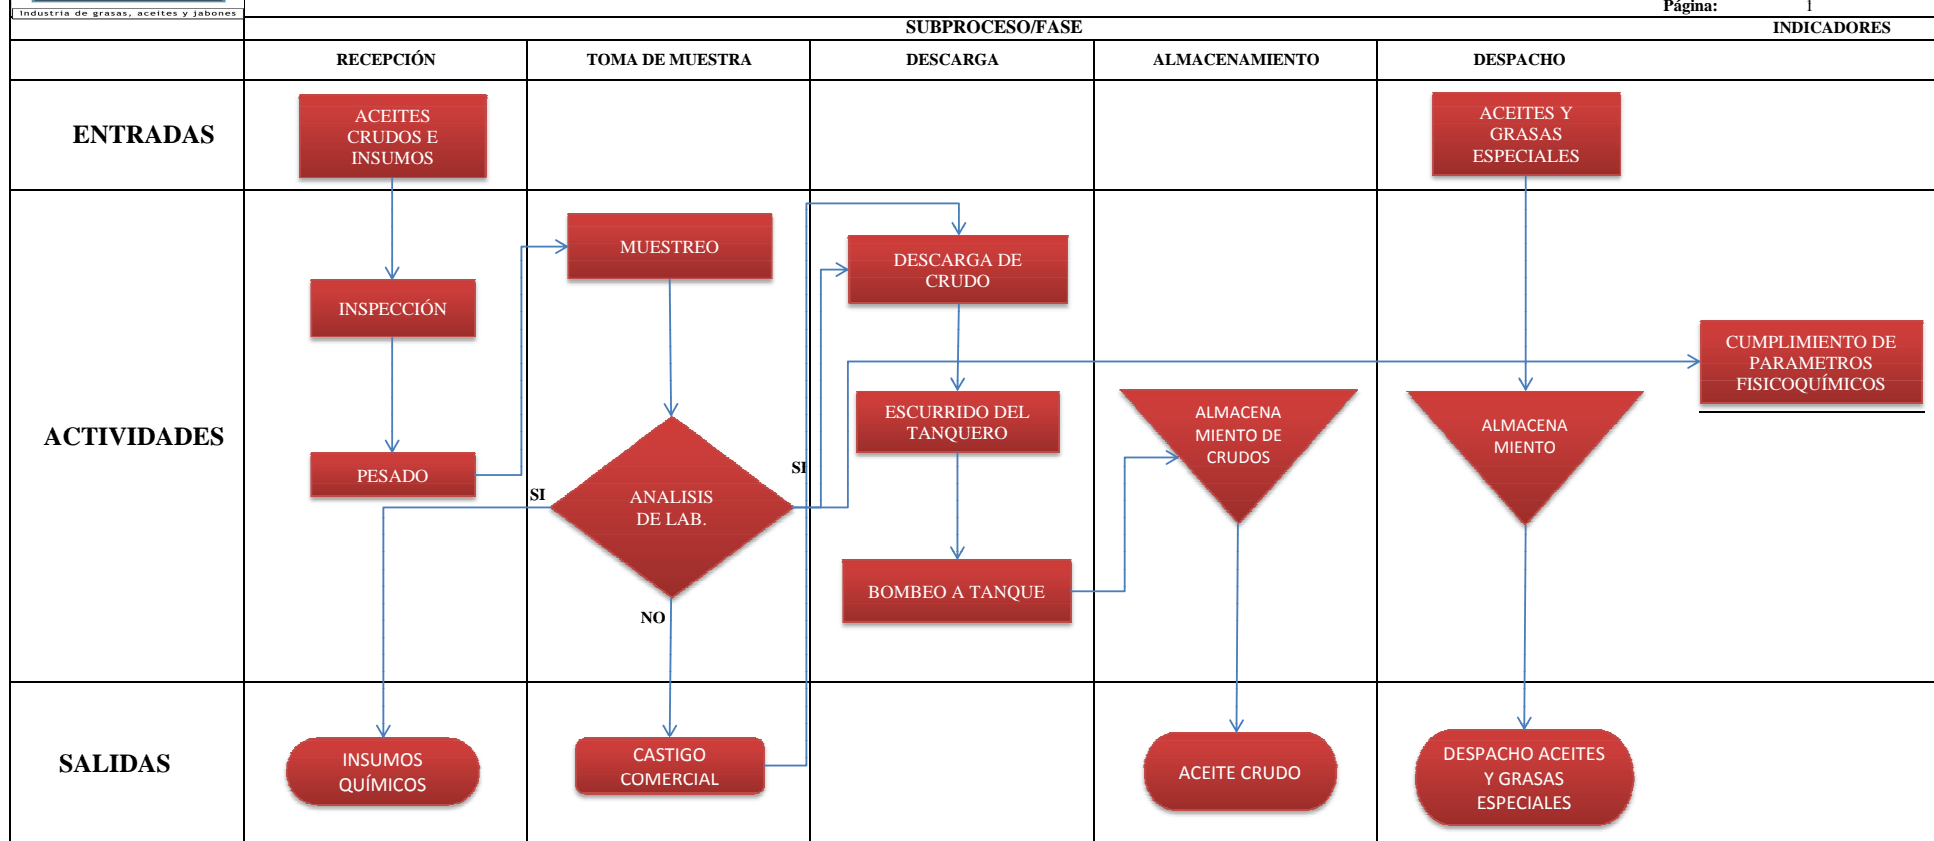 Industria de grasas, aceites y jabones
Página: 1
SUBPROCESO/FASE
INDICADORES
RECEPCIÓN
TOMA DE MUESTRA
DESCARGA
ALMACENAMIENTO
DESPACHO
ENTRADAS
ACEITES
CRUDOS E
INSUMOS
ACEITES Y
GRASAS
ESPECIALES
ACTIVIDADES
INSPECCIÓN
PESADO
MUESTREO
ANALISIS
DE LAB.
SI
SI
NO
DESCARGA DE
CRUDO
ESCURRIDO DEL
TANQUERO
BOMBEO A TANQUE
ALMACENA
MIENTO DE
CRUDOS
ALMACENA
MIENTO
CUMPLIMIENTO DE
PARAMETROS
FISICOQUÍMICOS
SALIDAS
INSUMOS
QUÍMICOS
CASTIGO
COMERCIAL
ACEITE CRUDO
DESPACHO ACEITES
Y GRASAS
ESPECIALES